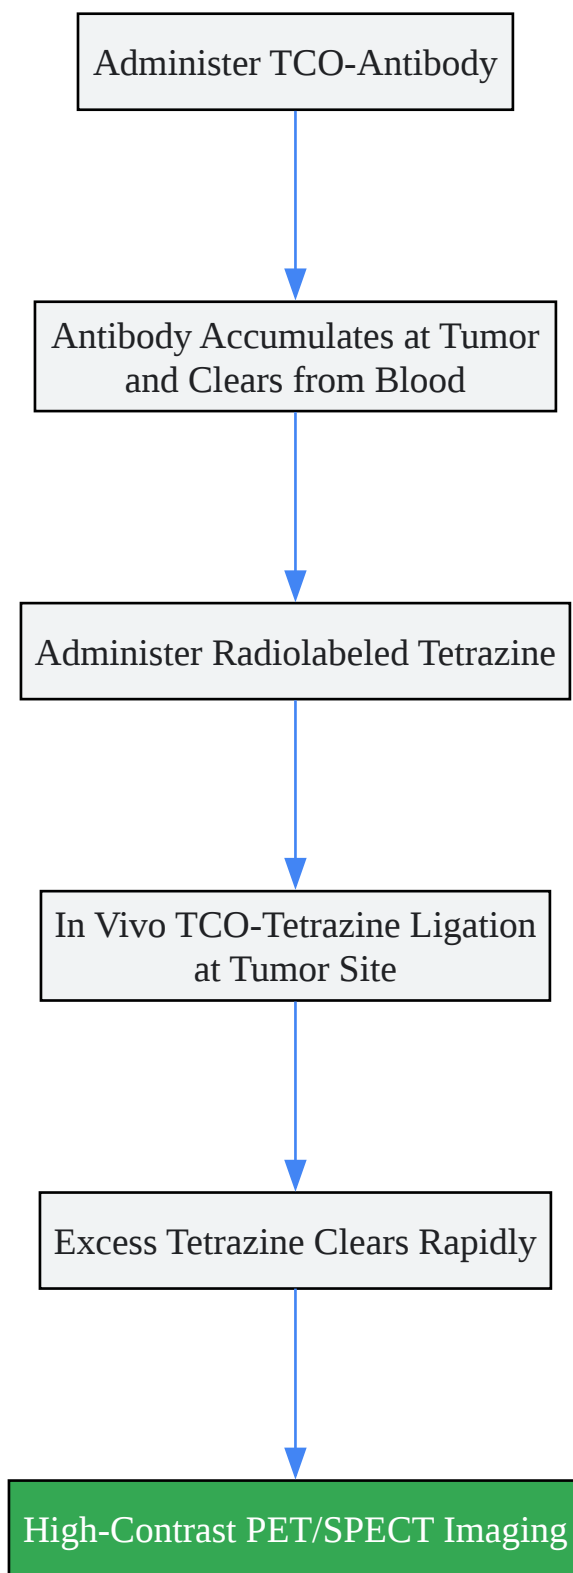 Administer TCO-Antibody
Antibody Accumulates at Tumor
and Clears from Blood
Administer Radiolabeled Tetrazine
In Vivo TCO-Tetrazine Ligation
at Tumor Site
Excess Tetrazine Clears Rapidly
High-Contrast PET/SPECT Imaging